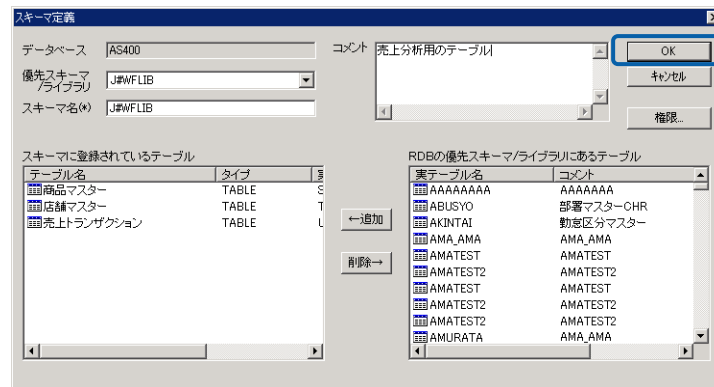 スキーマ定義
データベース AS400
優先スキーマ/ライブラリ J#WFLIB
スキーマ名(*) J#WFLIB
コメント 売上分析用のテーブル
OK
キャンセル
権限...
スキーマに登録されているテーブル
テーブル名 タイプ
商品マスター TABLE S
店舗マスター TABLE T
売上トランザクション TABLE
←追加
削除→
RDBの優先スキーマ/ライブラリにあるテーブル
実テーブル名 コメント
AAAAAAAA AAAAAAA
ABUSYO 部署マスターCHR
AKINTAI 勤怠区分マスター
AMA_AMA AMA_AMA
AMATEST AMATEST
AMATEST2 AMATEST2
AMATEST AMATEST
AMATEST2 AMATEST2
AMATEST2 AMATEST2
AMURATA AMA_AMA